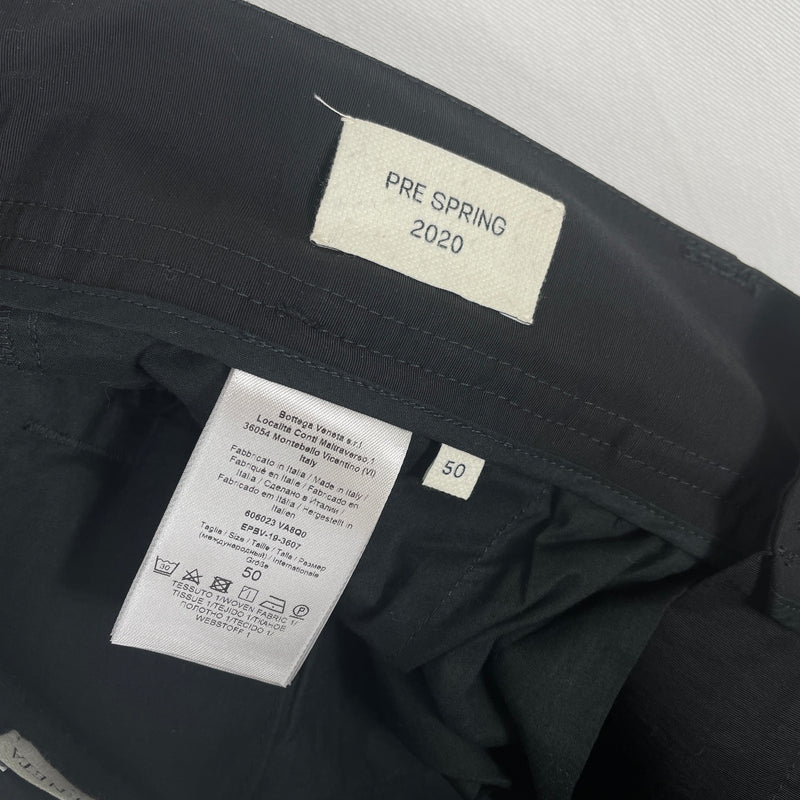 PRE SPRING
2020
Bottega Veneta s.r.l.
Località Conti Maltraverso 1
36054 Montebello Vicentino (VI)
Italy
Fabbricato in Italia / Made in Italy /
Fabriqué en Italie / Fabricado en
Italia / Сделано в Италии /
Fabricado em Itália / Hergestellt in
Italien
606023 VA8Q0
EPBV-19-3607
Taglia / Size / Taille / Talla / Размер
(международный) / Internationale
Größe
50
30
P
TESSUTO 1/WOVEN FABRIC 1/
TISSUE 1/TEJIDO 1/ТКАНОЕ
ПОЛОТНО 1/TECIDO 1/
WEBSTOFF 1
50